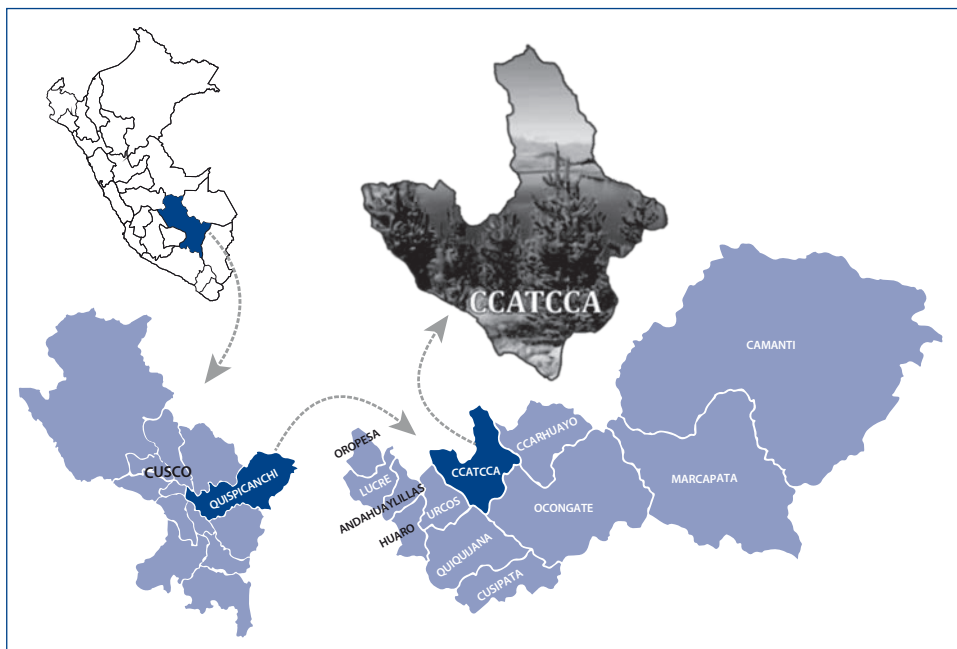 CCATCCA
CAMANTI
CCARHUAYO
OROPESA
CCATCCA
CUSCO
QUISPICANCHI
LUCRE
MARCAPATA
ANDAHUAYLILLAS
URCOS
OCONGATE
HUARO
QUIQUIJANA
CUSIPATA